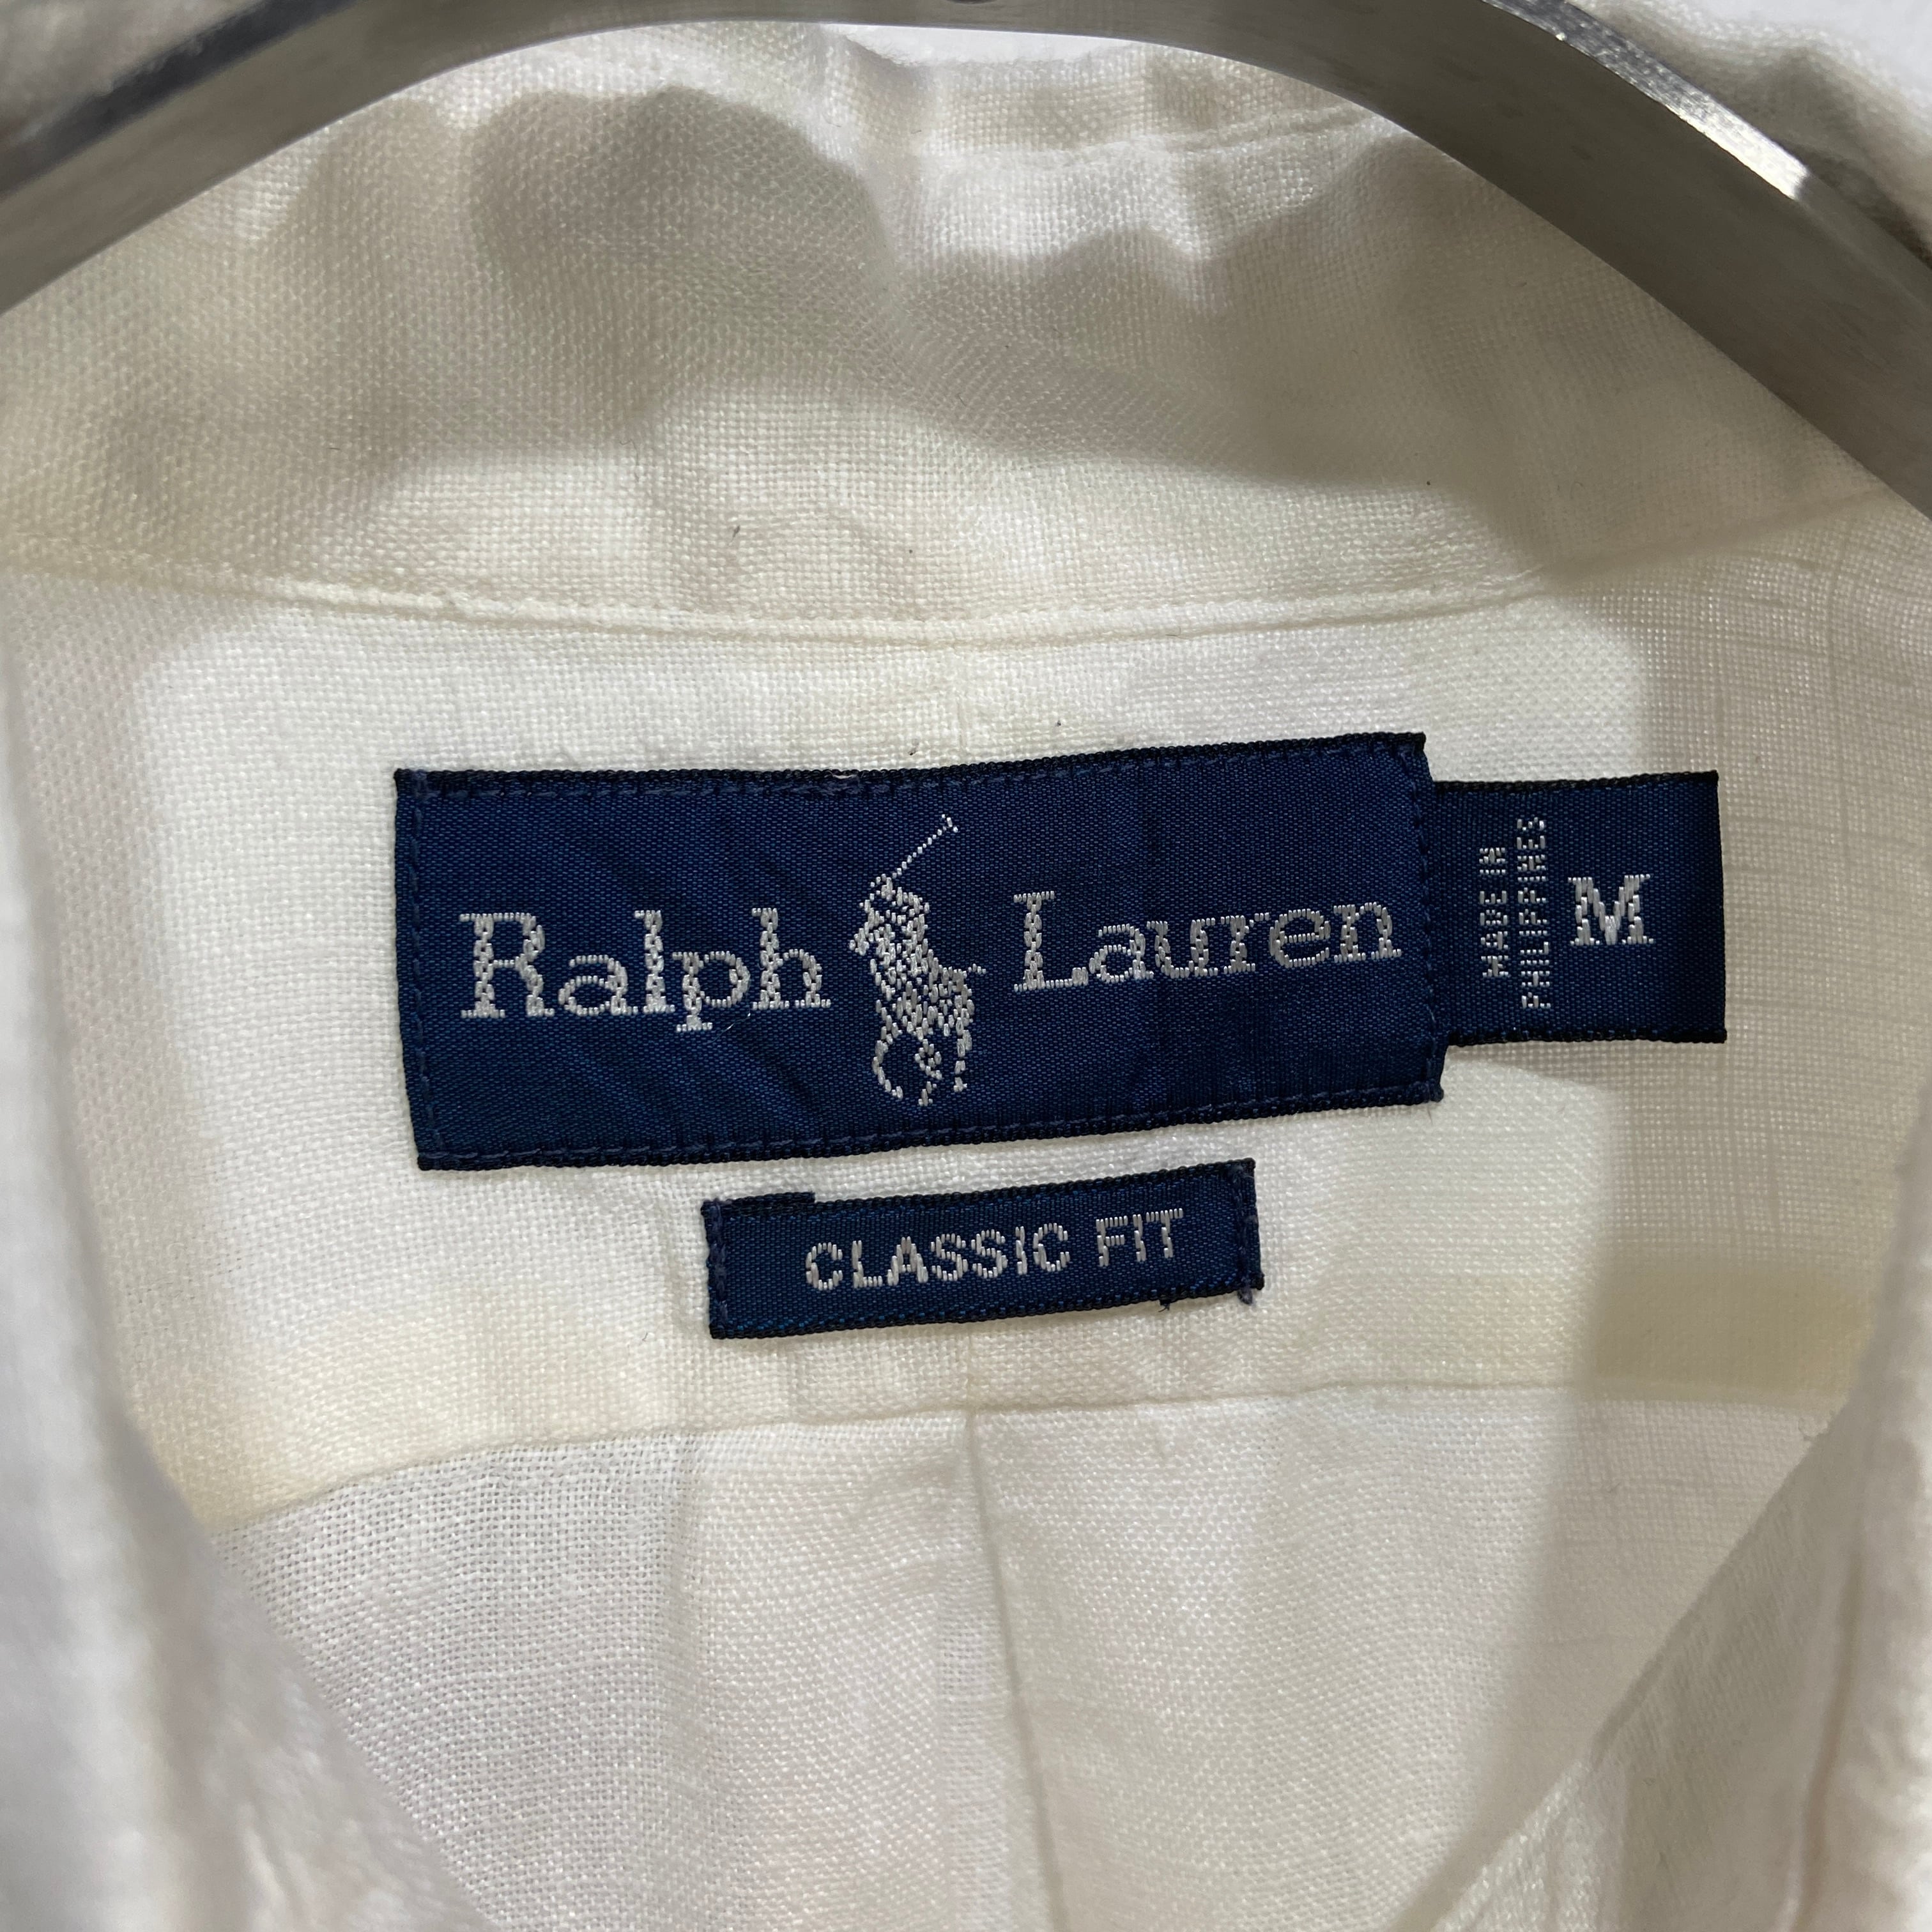 Ralph Lauren
MADE IN
PHILIPPINES
M
CLASSIC FIT